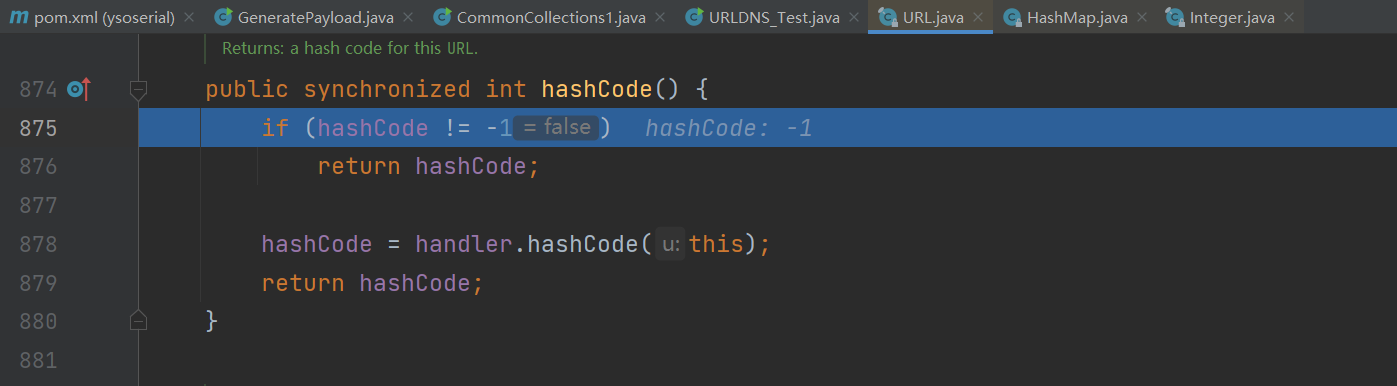 pom.xml (ysoserial) GeneratePayload.java CommonCollections1.java URLDNS_Test.java URL.java HashMap.java Integer.java
Returns: a hash code for this URL.
874 public synchronized int hashCode() {
875 if (hashCode != -1 = false ) hashCode: -1
876 return hashCode;
877
878 hashCode = handler.hashCode( u: this);
879 return hashCode;
880 }
881